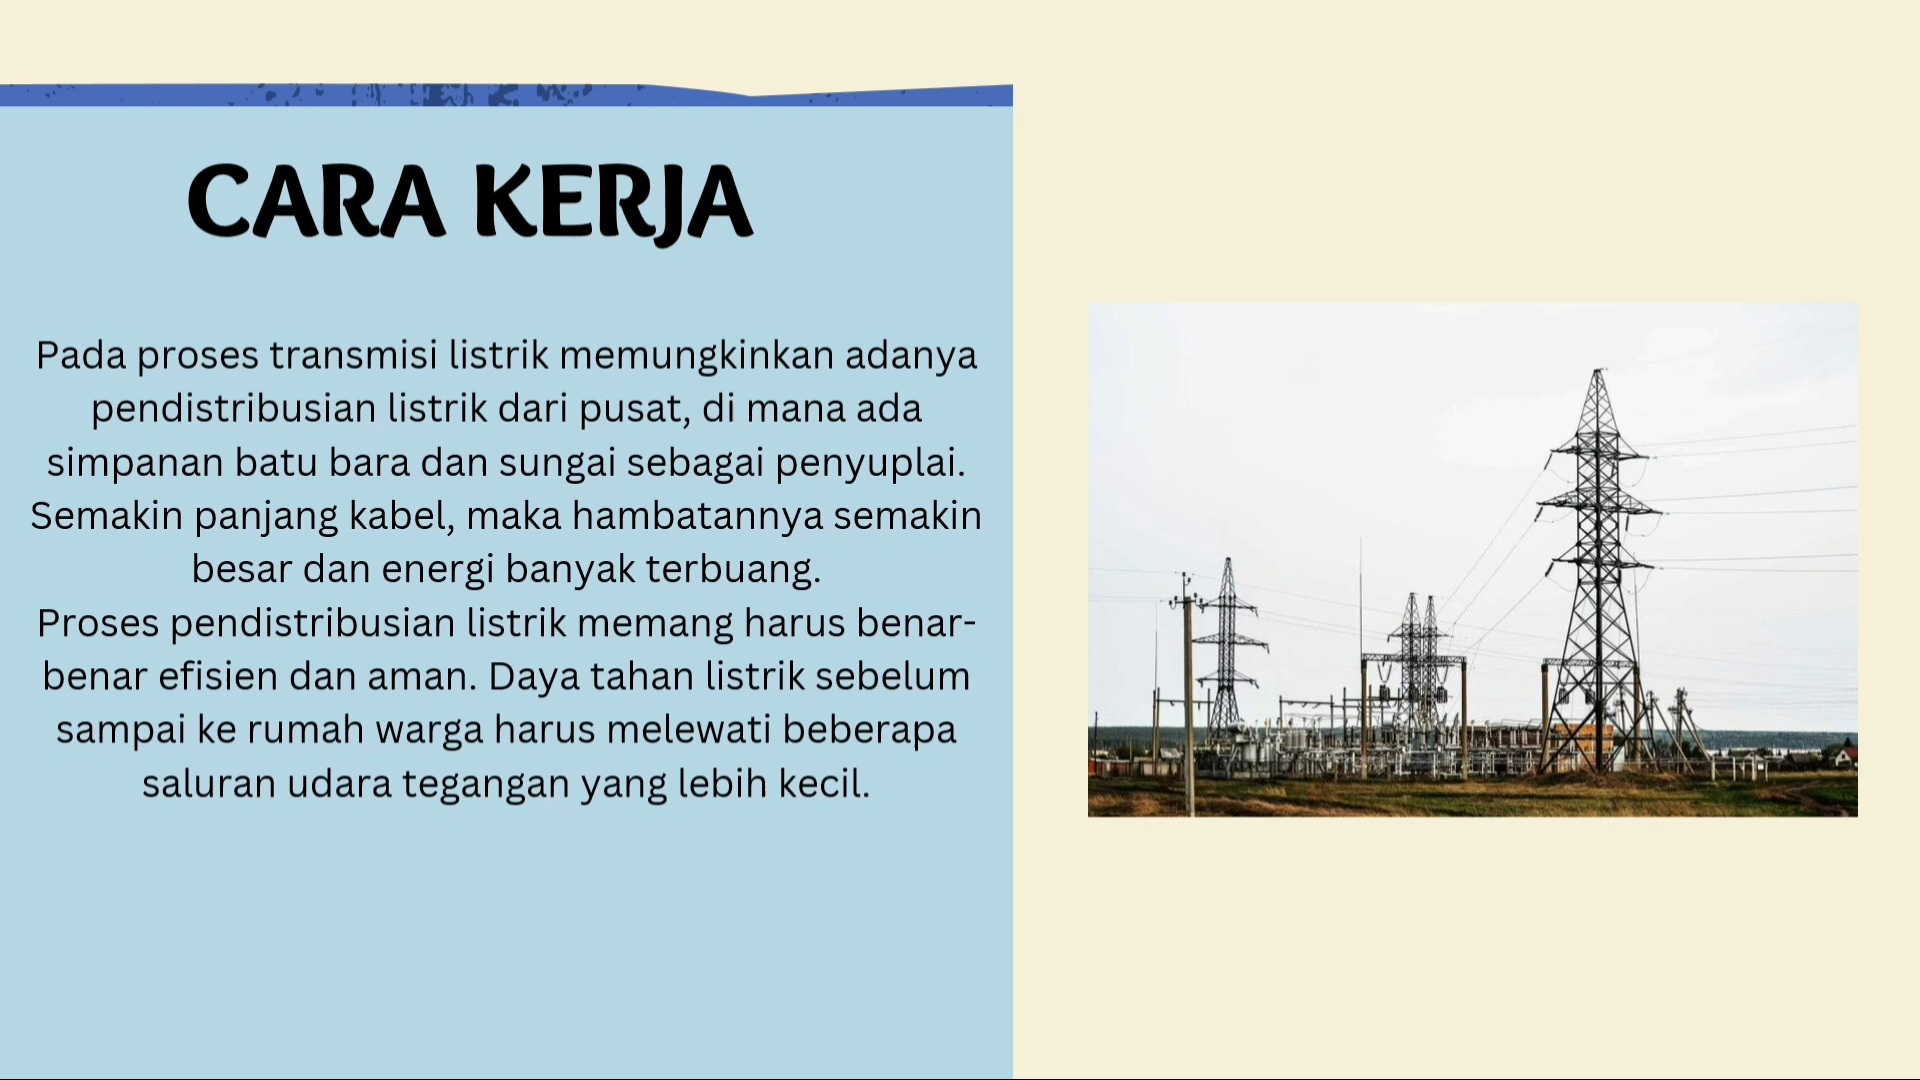 CARA KERJA
Pada proses transmisi listrik memungkinkan adanya
pendistribusian listrik dari pusat, di mana ada
simpanan batu bara dan sungai sebagai penyuplai.
Semakin panjang kabel, maka hambatannya semakin
besar dan energi banyak terbuang.
Proses pendistribusian listrik memang harus benar-
benar efisien dan aman. Daya tahan listrik sebelum
sampai ke rumah warga harus melewati beberapa
saluran udara tegangan yang lebih kecil.